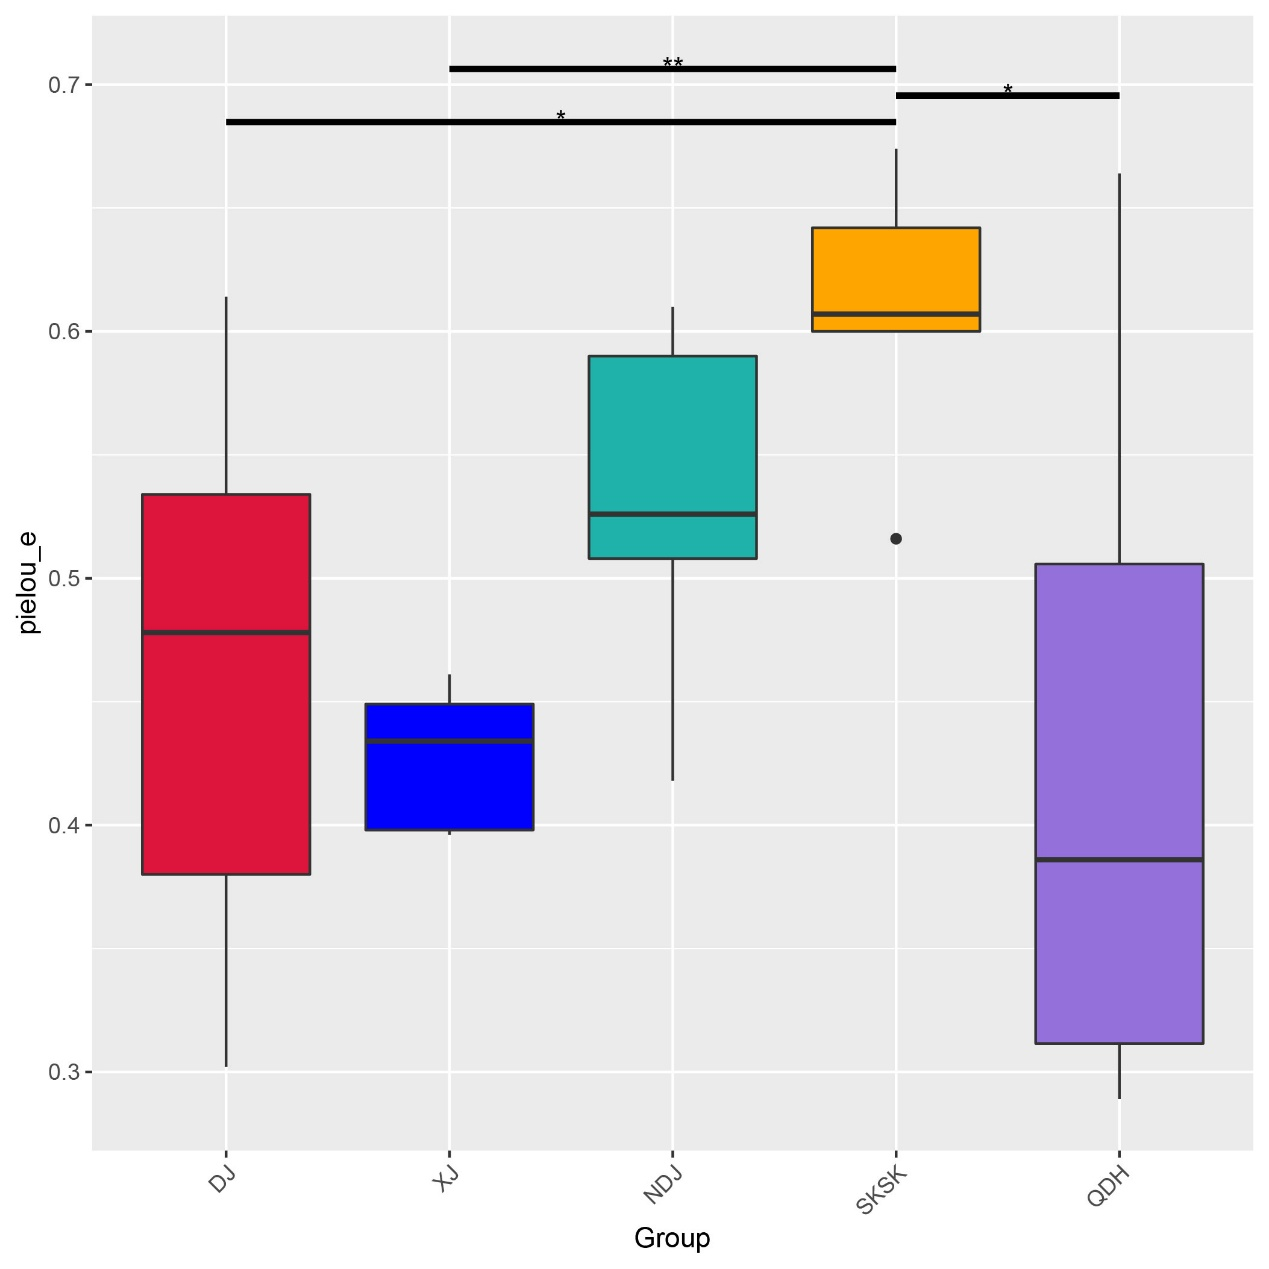 **
*
*
0.7
0.6
0.5
0.4
0.3
pielou_e
DJ
XJ
NDJ
SKSK
QDH
Group